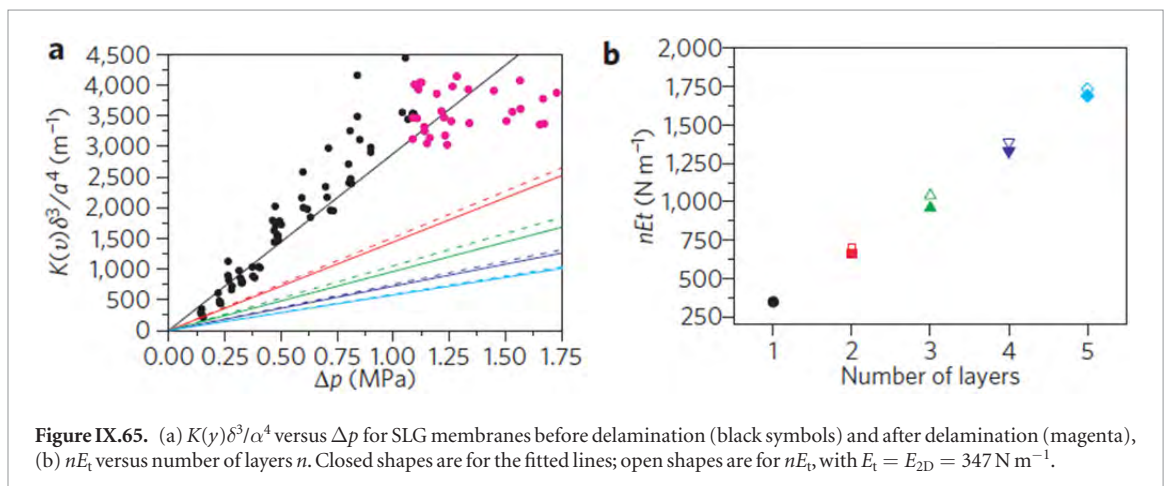 a
4,500
4,000
3,500
3,000
2,500
2,000
1,500
1,000
500
0
K(υ)δ³/a⁴ (m⁻¹)
0.00 0.25 0.50 0.75 1.00 1.25 1.50 1.75
Δp (MPa)
b
2,000
1,750
1,500
1,250
1,000
750
500
250
nEt (N m⁻¹)
1 2 3 4 5
Number of layers
Figure IX.65. (a) K(y)δ³/α⁴ versus Δp for SLG membranes before delamination (black symbols) and after delamination (magenta),
(b) nEₜ versus number of layers n. Closed shapes are for the fitted lines; open shapes are for nEₜ, with Eₜ = E₂D = 347 N m⁻¹.